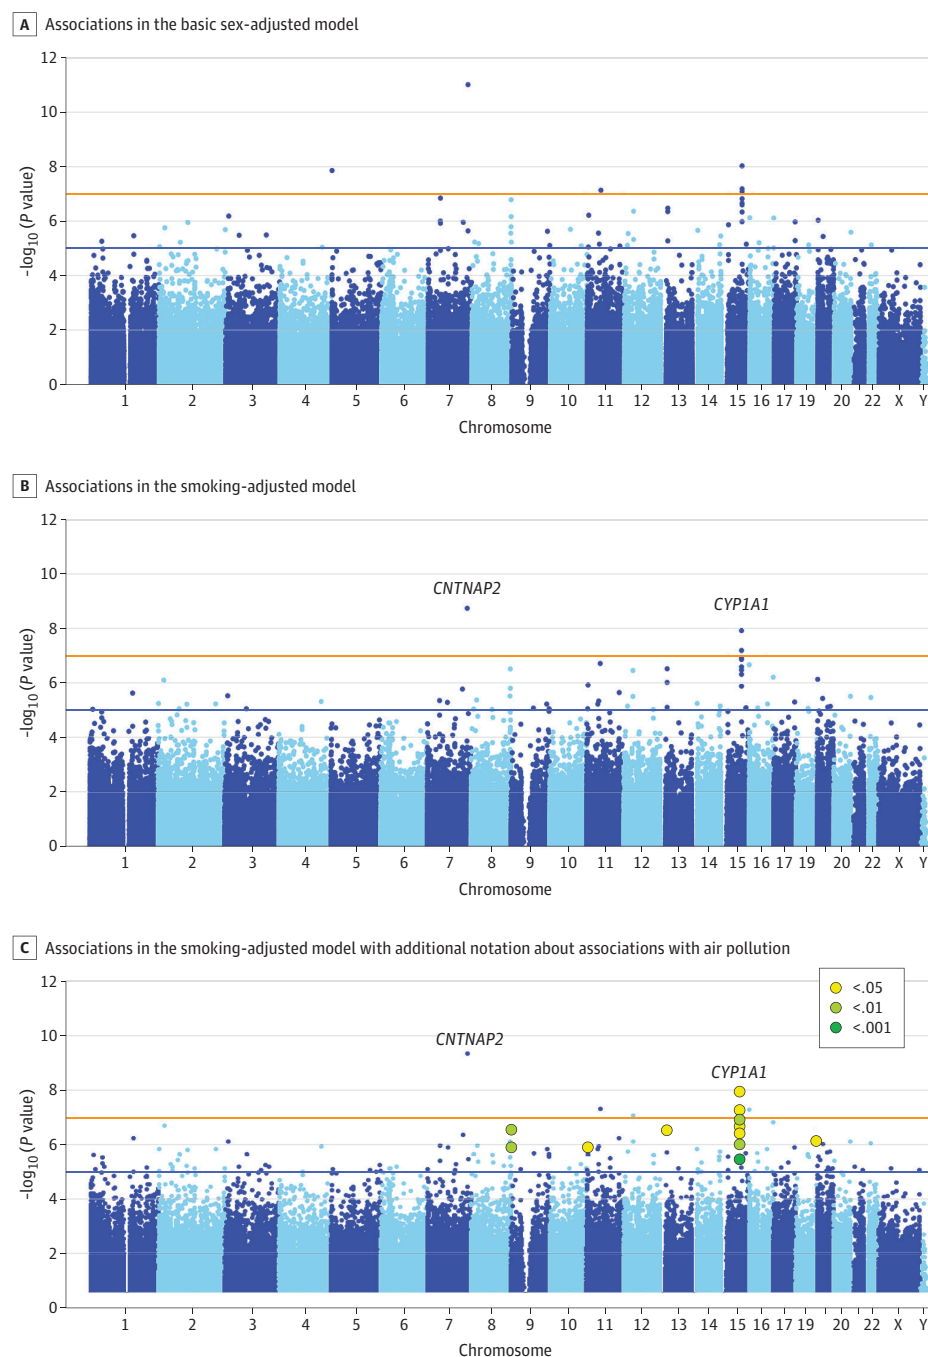 A Associations in the basic sex-adjusted model
12
10
8
6
4
2
0
-log10 (P value)
1 2 3 4 5 6 7 8 9 10 11 12 13 14 15 16 17 19 20 22 X Y
Chromosome
B Associations in the smoking-adjusted model
12
10
8
6
4
2
0
-log10 (P value)
CNTNAP2
CYP1A1
1 2 3 4 5 6 7 8 9 10 11 12 13 14 15 16 17 19 20 22 X Y
Chromosome
C Associations in the smoking-adjusted model with additional notation about associations with air pollution
<.05
<.01
<.001
12
10
8
6
4
2
0
-log10 (P value)
CNTNAP2
CYP1A1
1 2 3 4 5 6 7 8 9 10 11 12 13 14 15 16 17 19 20 22 X Y
Chromosome